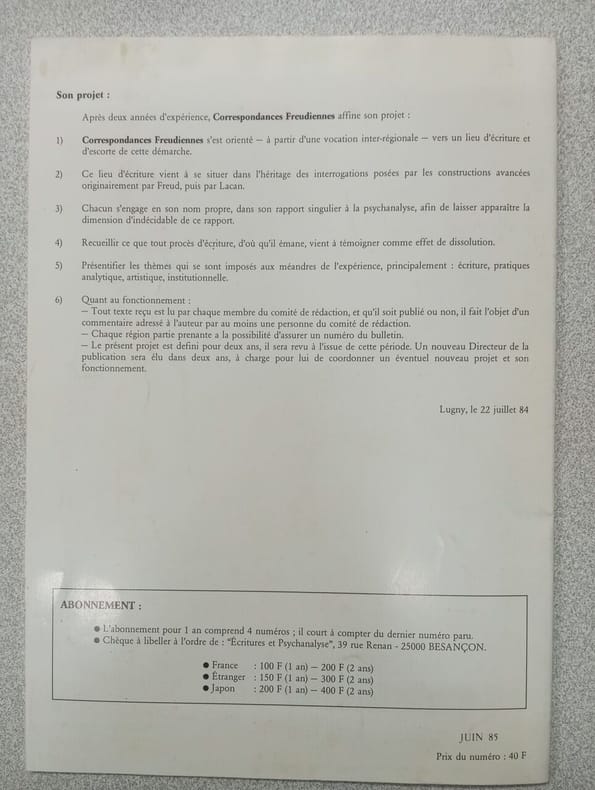 Son projet :
Après deux années d'expérience, Correspondances Freudiennes affine son projet :
1) Correspondances Freudiennes s'est orienté — à partir d'une vocation inter-régionale — vers un lieu d'écriture et
d'escorte de cette démarche.
2) Ce lieu d'écriture vient à se situer dans l'héritage des interrogations posées par les constructions avancées
originairement par Freud, puis par Lacan.
3) Chacun s'engage en son nom propre, dans son rapport singulier à la psychanalyse, afin de laisser apparaître la
dimension d'indécidable de ce rapport.
4) Recueillir ce que tout procès d'écriture, d'où qu'il émane, vient à témoigner comme effet de dissolution.
5) Présentifier les thèmes qui se sont imposés aux méandres de l'expérience, principalement : écriture, pratiques
analytique, artistique, institutionnelle.
6) Quant au fonctionnement :
— Tout texte reçu est lu par chaque membre du comité de rédaction, et qu'il soit publié ou non, il fait l'objet d'un
commentaire adressé à l'auteur par au moins une personne du comité de rédaction.
— Chaque région partie prenante a la possibilité d'assurer un numéro du bulletin.
— Le présent projet est defini pour deux ans, il sera revu à l'issue de cette période. Un nouveau Directeur de la
publication sera élu dans deux ans, à charge pour lui de coordonner un éventuel nouveau projet et son
fonctionnement.
Lugny, le 22 juillet 84
ABONNEMENT :
● L'abonnement pour 1 an comprend 4 numéros ; il court à compter du dernier numéro paru.
● Chèque à libeller à l'ordre de : "Écritures et Psychanalyse", 39 rue Renan - 25000 BESANÇON.
● France : 100 F (1 an) — 200 F (2 ans)
● Étranger : 150 F (1 an) — 300 F (2 ans)
● Japon : 200 F (1 an) — 400 F (2 ans)
JUIN 85
Prix du numéro : 40 F